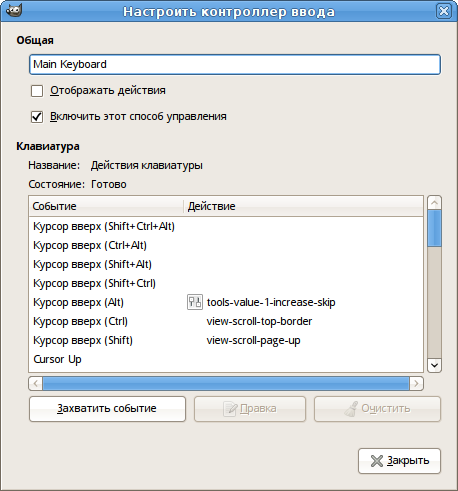 Настроить контроллер ввода
Общая
Main Keyboard
Отображать действия
Включить этот способ управления
Клавиатура
Название: Действия клавиатуры
Состояние: Готово
Событие Действие
Курсор вверх (Shift+Ctrl+Alt)
Курсор вверх (Ctrl+Alt)
Курсор вверх (Shift+Alt)
Курсор вверх (Shift+Ctrl)
Курсор вверх (Alt) tools-value-1-increase-skip
Курсор вверх (Ctrl) view-scroll-top-border
Курсор вверх (Shift) view-scroll-page-up
Cursor Up
Захватить событие Правка Очистить
Закрыть